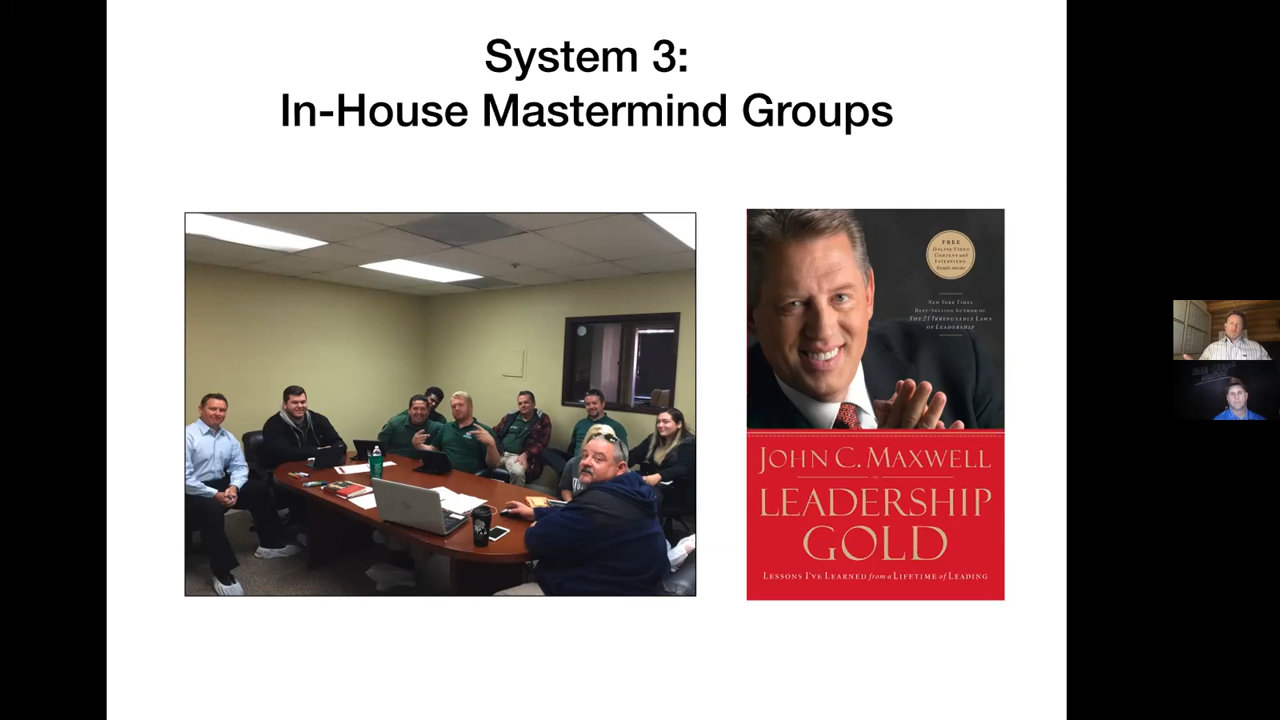 System 3:
In-House Mastermind Groups
FREE
ONLINE VIDEO
CONTENT AND
INTERVIEWS
NEW YORK TIMES
BEST-SELLING AUTHOR OF
THE 21 IRREFUTABLE LAWS
OF LEADERSHIP
JOHN C. MAXWELL
LEADERSHIP
GOLD
LESSONS I'VE LEARNED from a LIFETIME of LEADING